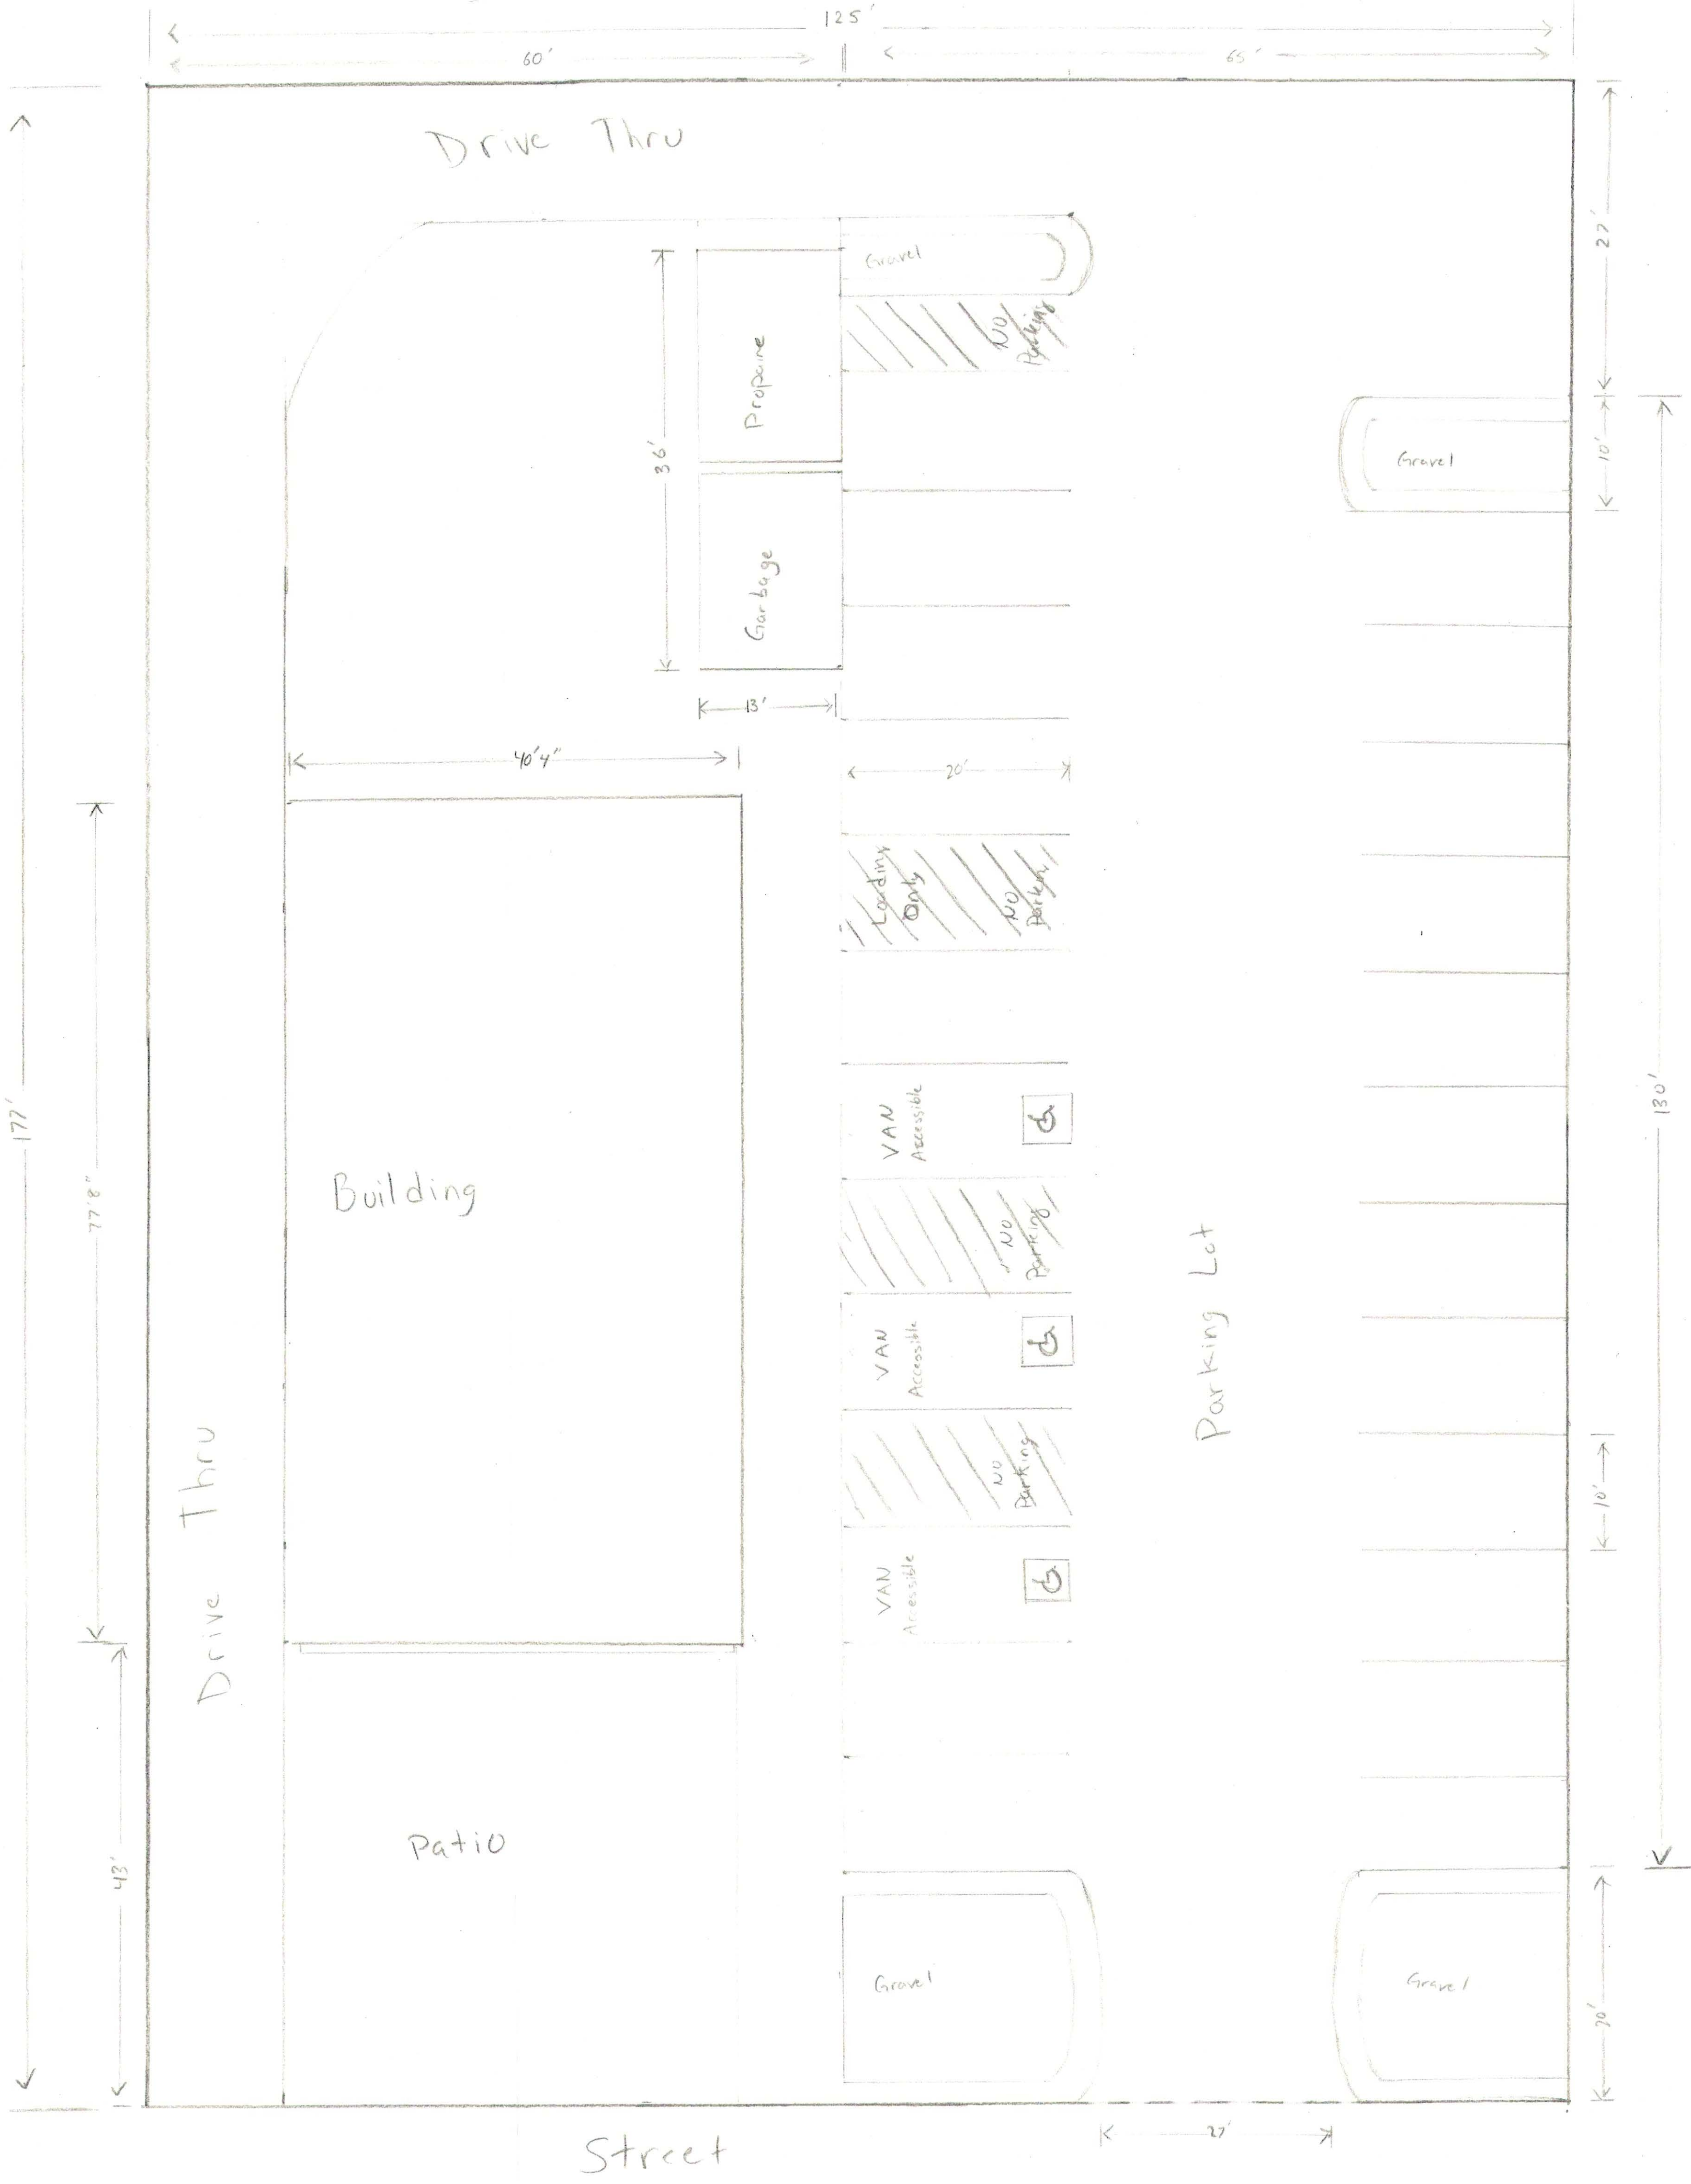 125'
60'
65'
Drive Thru
27'
Gravel
No
Parking
Propane
36'
10'
Gravel
Garbage
13'
40'4"
20'
Loading
Only
No
Parking
VAN
Accessible
177'
130'
77'8"
Building
No
Parking
Parking Lot
VAN
Accessible
Drive Thru
No
Parking
10'
VAN
Accessible
Patio
43'
Gravel
Gravel
20'
27'
Street